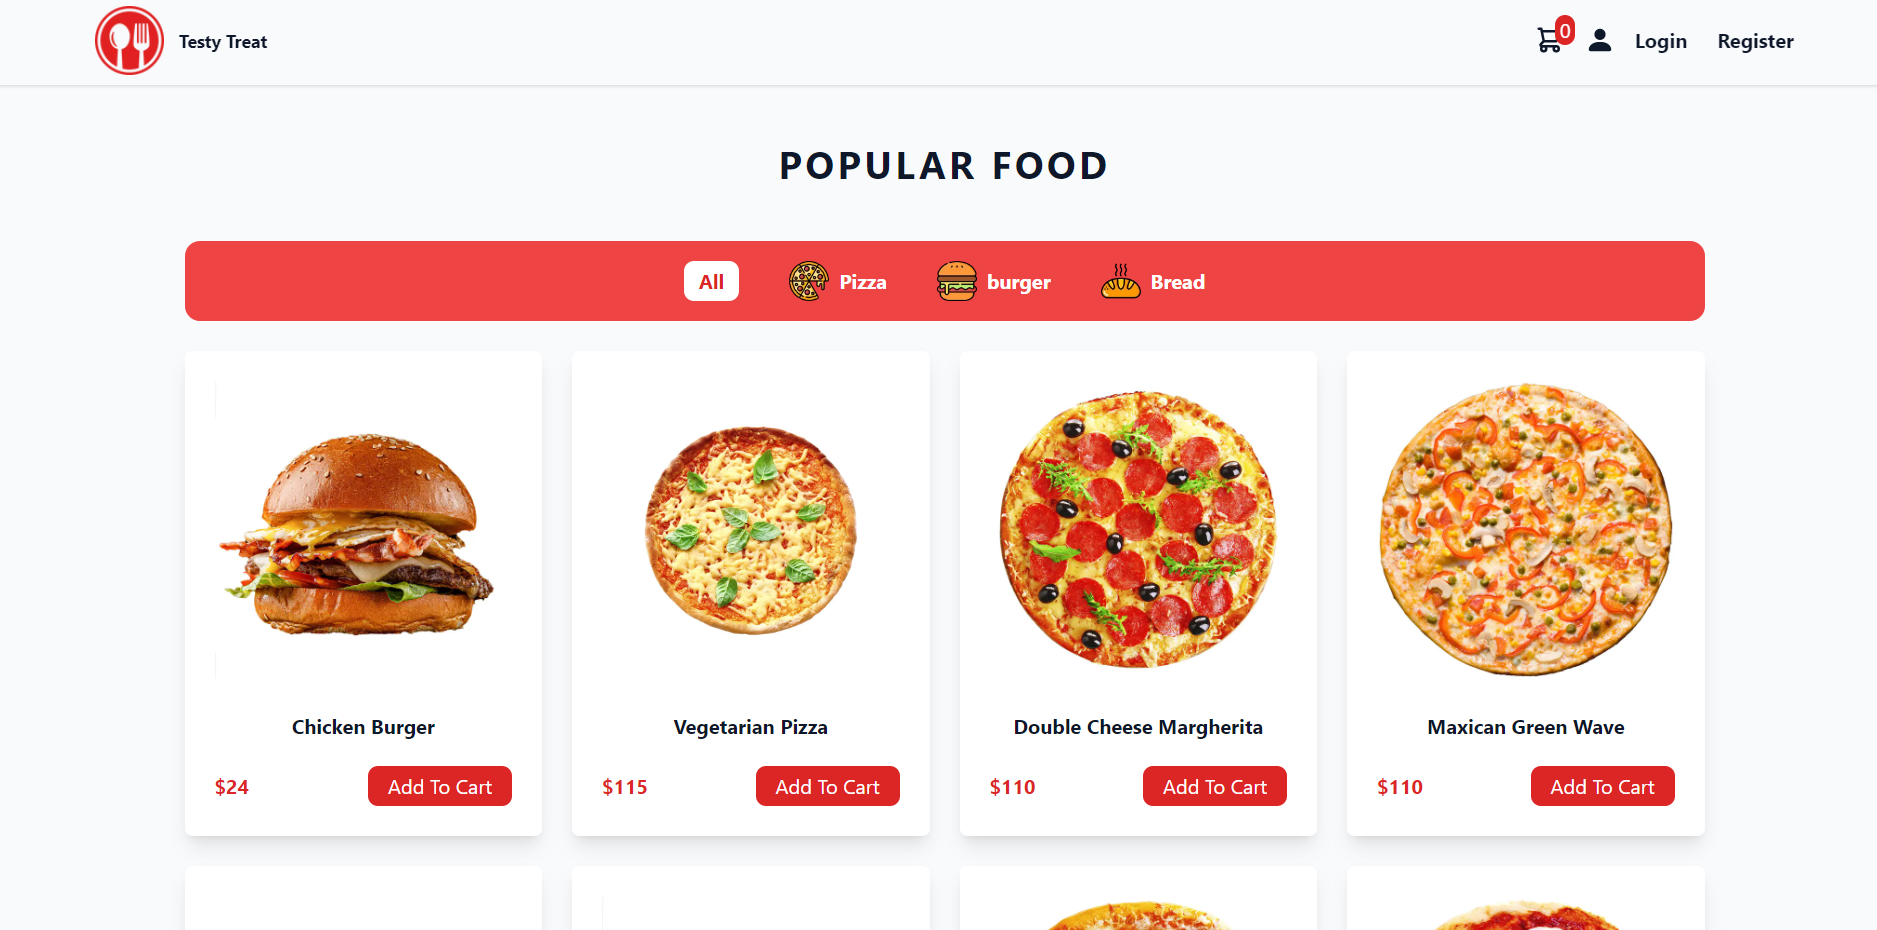 Testy Treat
0
Login
Register
POPULAR FOOD
All
Pizza
burger
Bread
Chicken Burger
$24
Add To Cart
Vegetarian Pizza
$115
Add To Cart
Double Cheese Margherita
$110
Add To Cart
Maxican Green Wave
$110
Add To Cart